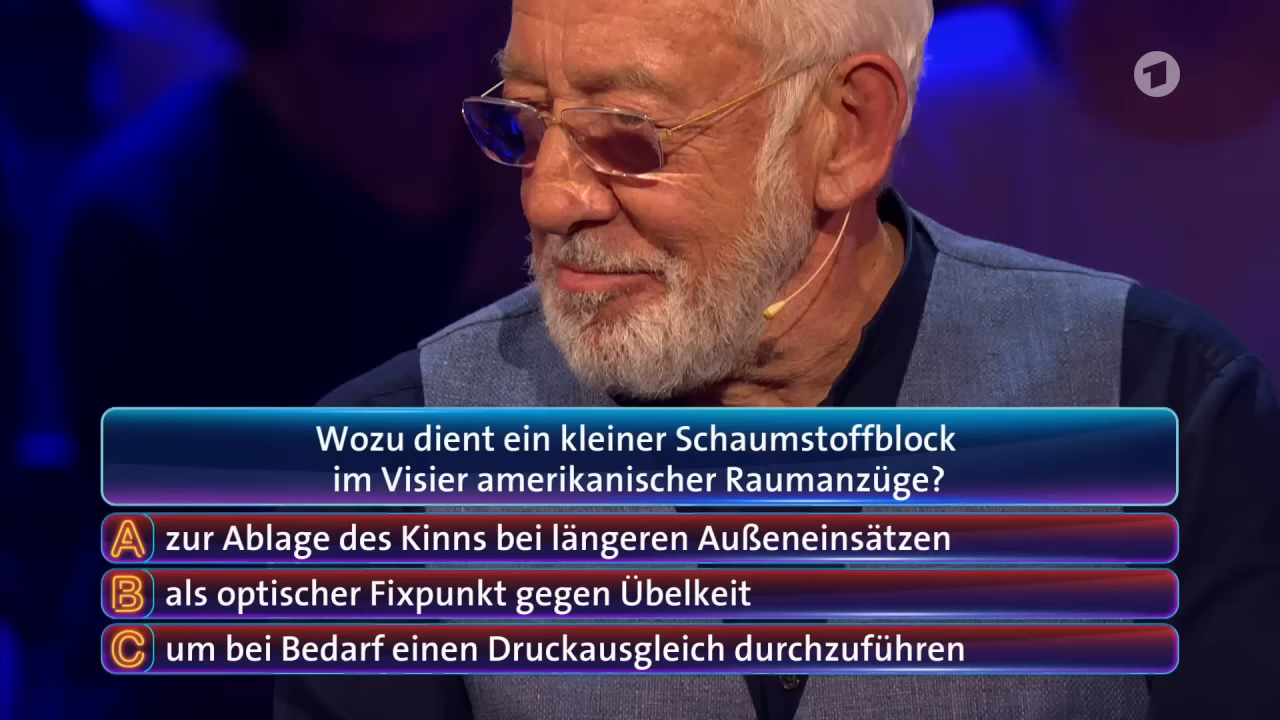 Wozu dient ein kleiner Schaumstoffblock
im Visier amerikanischer Raumanzüge?
A zur Ablage des Kinns bei längeren Außeneinsätzen
B als optischer Fixpunkt gegen Übelkeit
C um bei Bedarf einen Druckausgleich durchzuführen
1